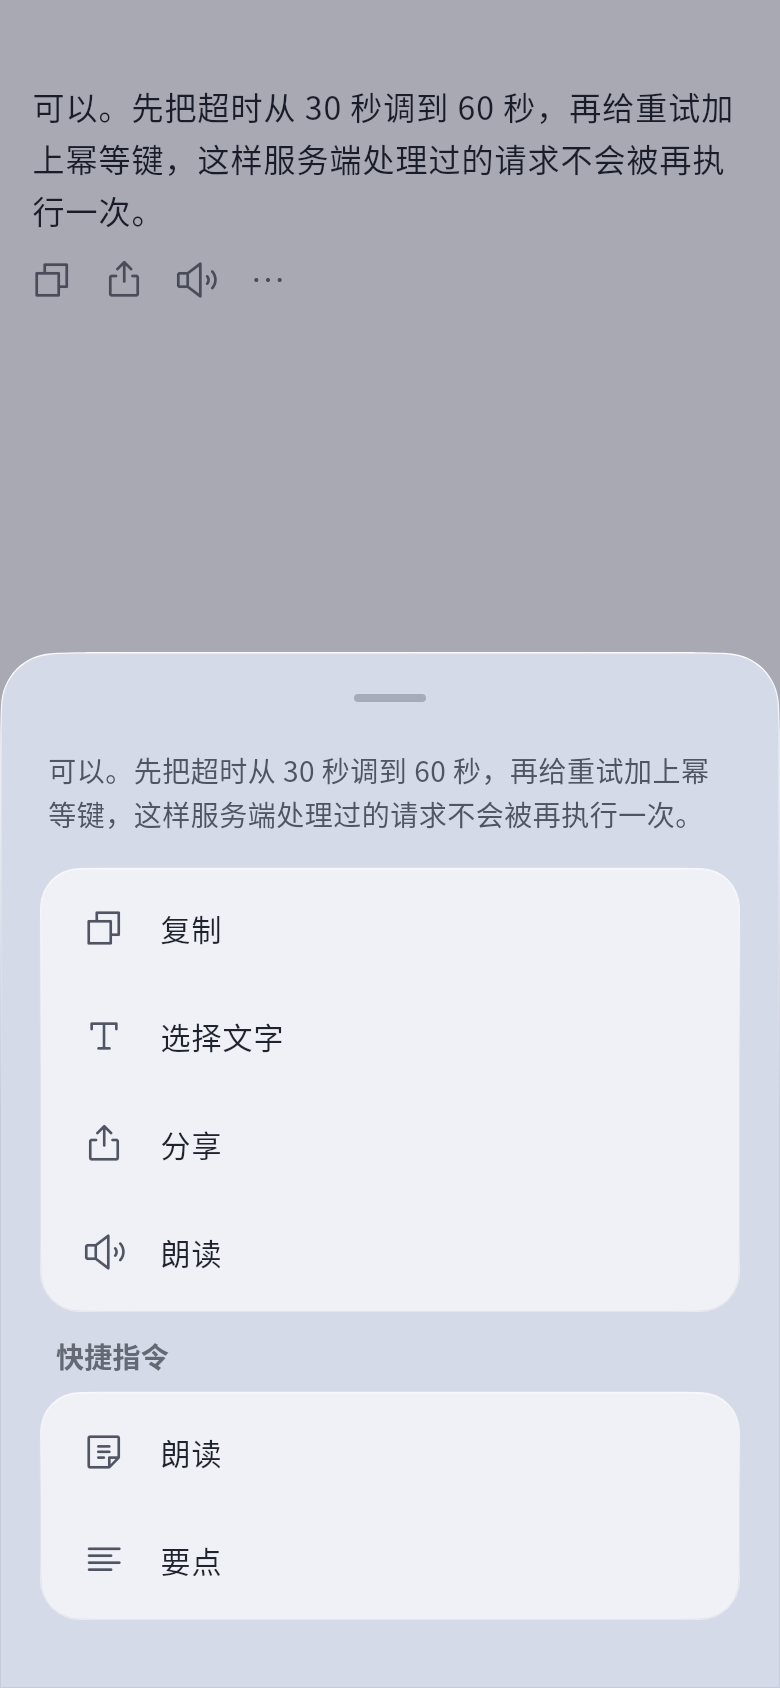 可以。先把超时从 30 秒调到 60 秒，再给重试加
上幂等键，这样服务端处理过的请求不会被再执
行一次。
可以。先把超时从 30 秒调到 60 秒，再给重试加上幂
等键，这样服务端处理过的请求不会被再执行一次。
复制
选择文字
分享
朗读
快捷指令
朗读
要点